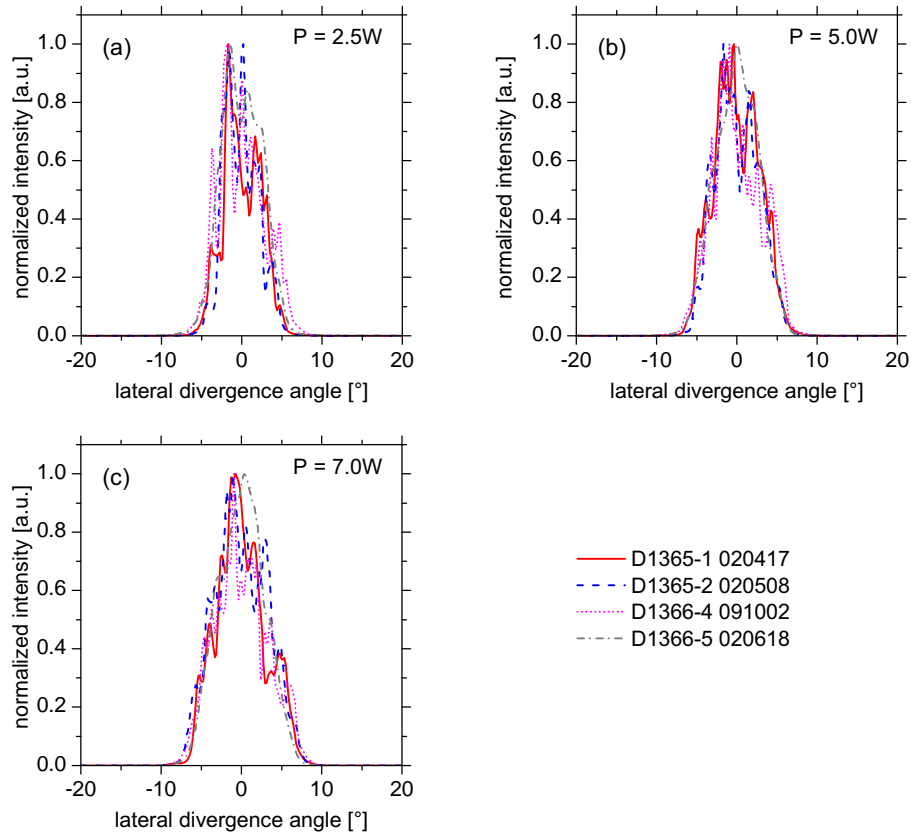 (a)
P = 2.5W
normalized intensity [a.u.]
1.0
0.8
0.6
0.4
0.2
0.0
-20
-10
0
10
20
lateral divergence angle [°]
(b)
P = 5.0W
normalized intensity [a.u.]
1.0
0.8
0.6
0.4
0.2
0.0
-20
-10
0
10
20
lateral divergence angle [°]
(c)
P = 7.0W
normalized intensity [a.u.]
1.0
0.8
0.6
0.4
0.2
0.0
-20
-10
0
10
20
lateral divergence angle [°]
D1365-1 020417
D1365-2 020508
D1366-4 091002
D1366-5 020618